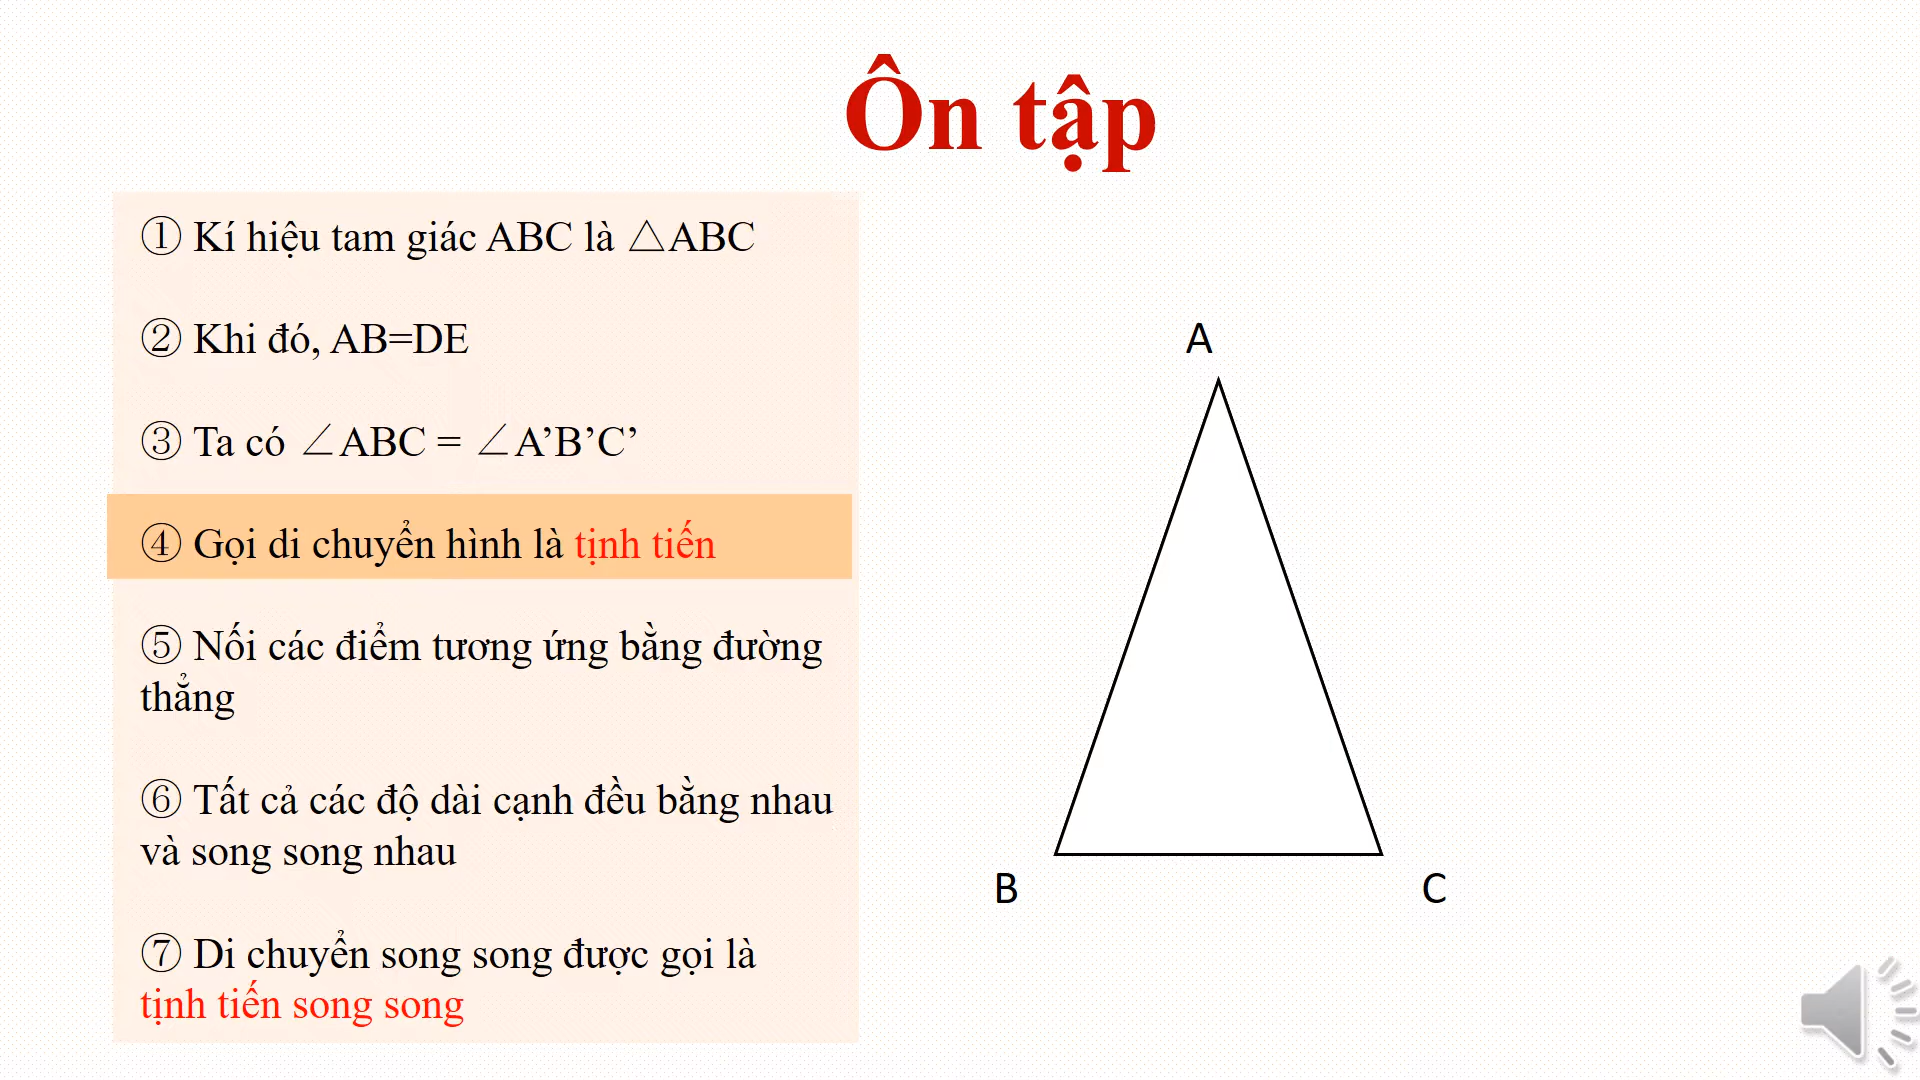 Ôn tập
① Kí hiệu tam giác ABC là △ABC
② Khi đó, AB=DE
③ Ta có ∠ABC = ∠A’B’C’
④ Gọi di chuyển hình là tịnh tiến
⑤ Nối các điểm tương ứng bằng đường
thẳng
⑥ Tất cả các độ dài cạnh đều bằng nhau
và song song nhau
⑦ Di chuyển song song được gọi là
tịnh tiến song song
A
B
C